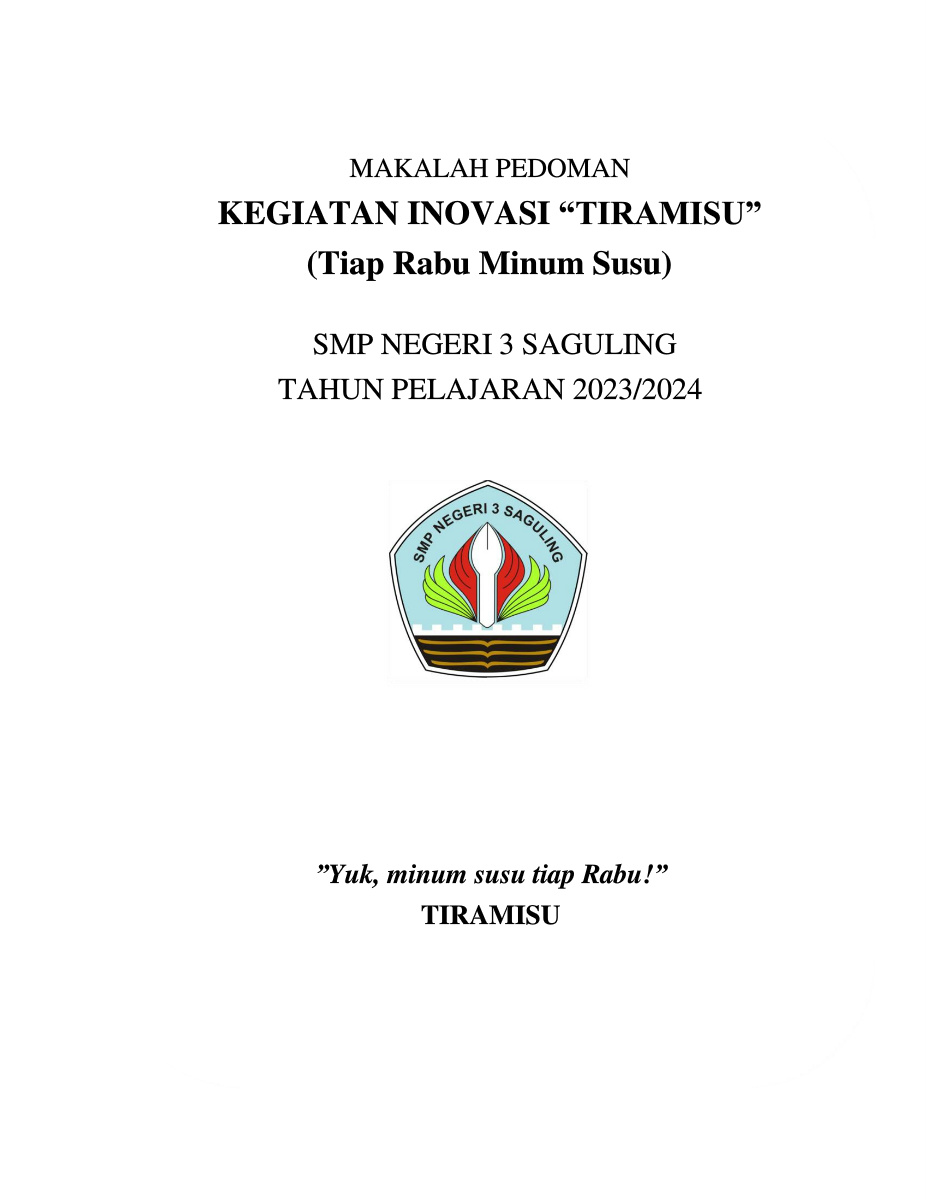 MAKALAH PEDOMAN
KEGIATAN INOVASI “TIRAMISU”
(Tiap Rabu Minum Susu)
SMP NEGERI 3 SAGULING
TAHUN PELAJARAN 2023/2024
SMP NEGERI 3 SAGULING
”Yuk, minum susu tiap Rabu!”
TIRAMISU